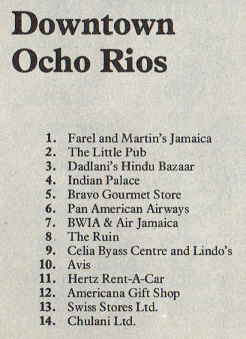 Downtown
Ocho Rios
1. Farel and Martin's Jamaica
2. The Little Pub
3. Dadlani's Hindu Bazaar
4. Indian Palace
5. Bravo Gourmet Store
6. Pan American Airways
7. BWIA & Air Jamaica
8 The Ruin
9. Celia Byass Centre and Lindo's
10. Avis
11. Hertz Rent-A-Car
12. Americana Gift Shop
13. Swiss Stores Ltd.
14. Chulani Ltd.